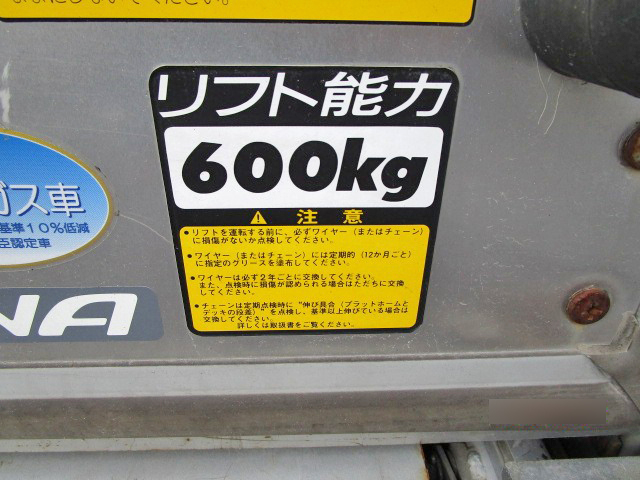 ないでください。
リフト能力
600kg
注意
●リフトを運転する前に、必ずワイヤー（またはチェーン）
に損傷がないか点検してください。
●ワイヤー（またはチェーン）には定期的（12か月ごと）
に指定のグリースを塗布してください。
●ワイヤーは必ず2年ごとに交換してください。
また、点検時に損傷が認められる場合はただちに交換
してください。
●チェーンは定期点検時に“伸び具合（プラットホームと
デッキの段差）”を点検し、基準以上伸びている場合は
交換してください。
詳しくは取扱書をご覧ください。
ガス車
基準10%低減
臣認定車
NA